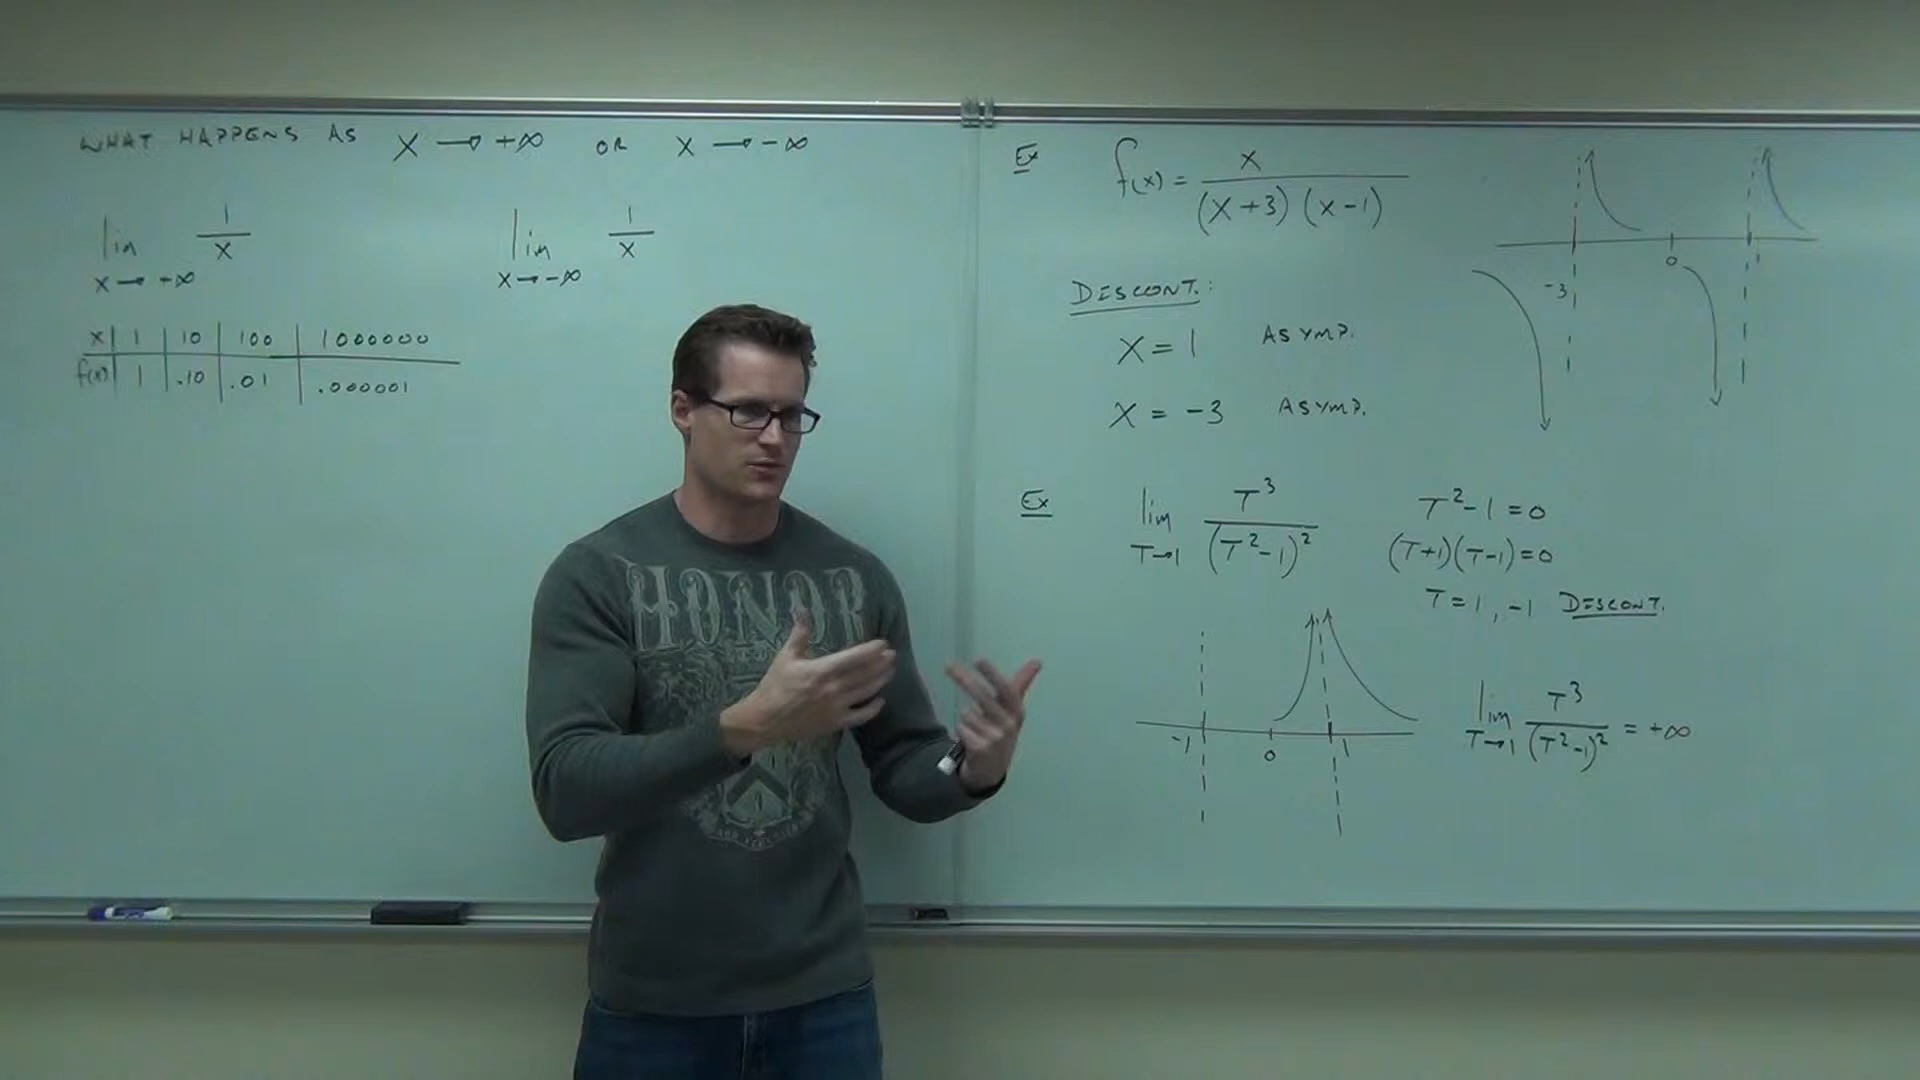 WHAT HAPPENS AS X → +∞ OR X → -∞
lim X → +∞ 1/X
lim X → -∞ 1/X
X | 1 | 10 | 100 | 1000000
f(x) | 1 | .10 | .01 | .000001
Ex f(x) = X / (X+3)(X-1)
-3 0 1
DISCONT.:
X = 1 ASYMP.
X = -3 ASYMP.
Ex lim T→1 T³/(T²-1)²
T²-1=0
(T+1)(T-1)=0
T=1, -1 DISCONT.
-1 0 1
lim T→1 T³/(T²-1)² = +∞
HONOR